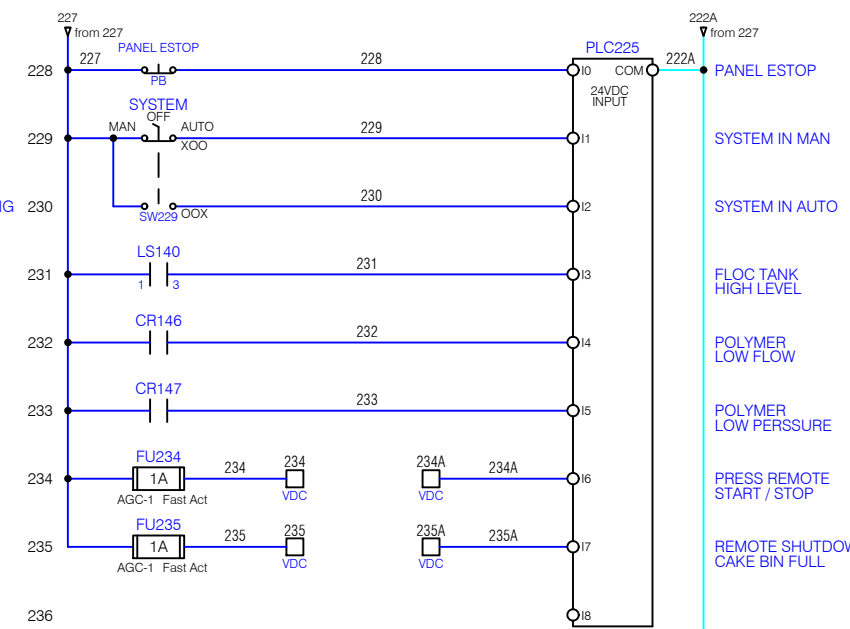 227
from 227
222A
from 227
PANEL ESTOP
PLC225
228
227
PB
228
I0
COM
222A
PANEL ESTOP
24VDC
INPUT
SYSTEM
OFF
229
MAN
AUTO
XOO
229
I1
SYSTEM IN MAN
NG
230
SW229
OOX
230
I2
SYSTEM IN AUTO
LS140
231
1
3
231
I3
FLOC TANK
HIGH LEVEL
CR146
232
232
I4
POLYMER
LOW FLOW
CR147
233
233
I5
POLYMER
LOW PERSSURE
FU234
234
1A
AGC-1 Fast Act
234
234
VDC
234A
VDC
234A
I6
PRESS REMOTE
START / STOP
FU235
235
1A
AGC-1 Fast Act
235
235
VDC
235A
VDC
235A
I7
REMOTE SHUTDOW
CAKE BIN FULL
236
I8